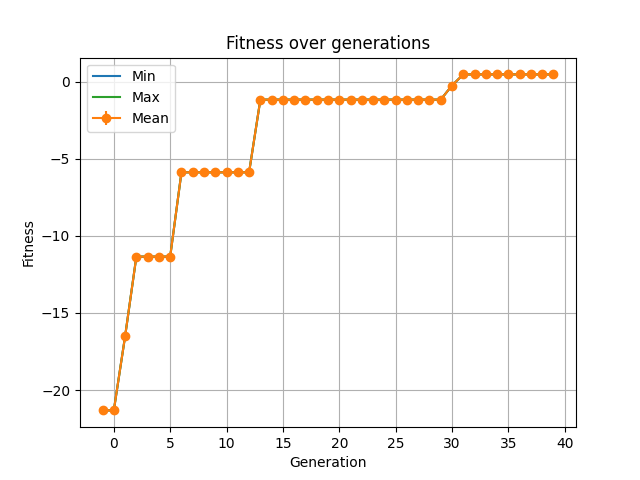 Fitness over generations
Min
Max
Mean
0
−5
−10
−15
−20
Fitness
0 5 10 15 20 25 30 35 40
Generation